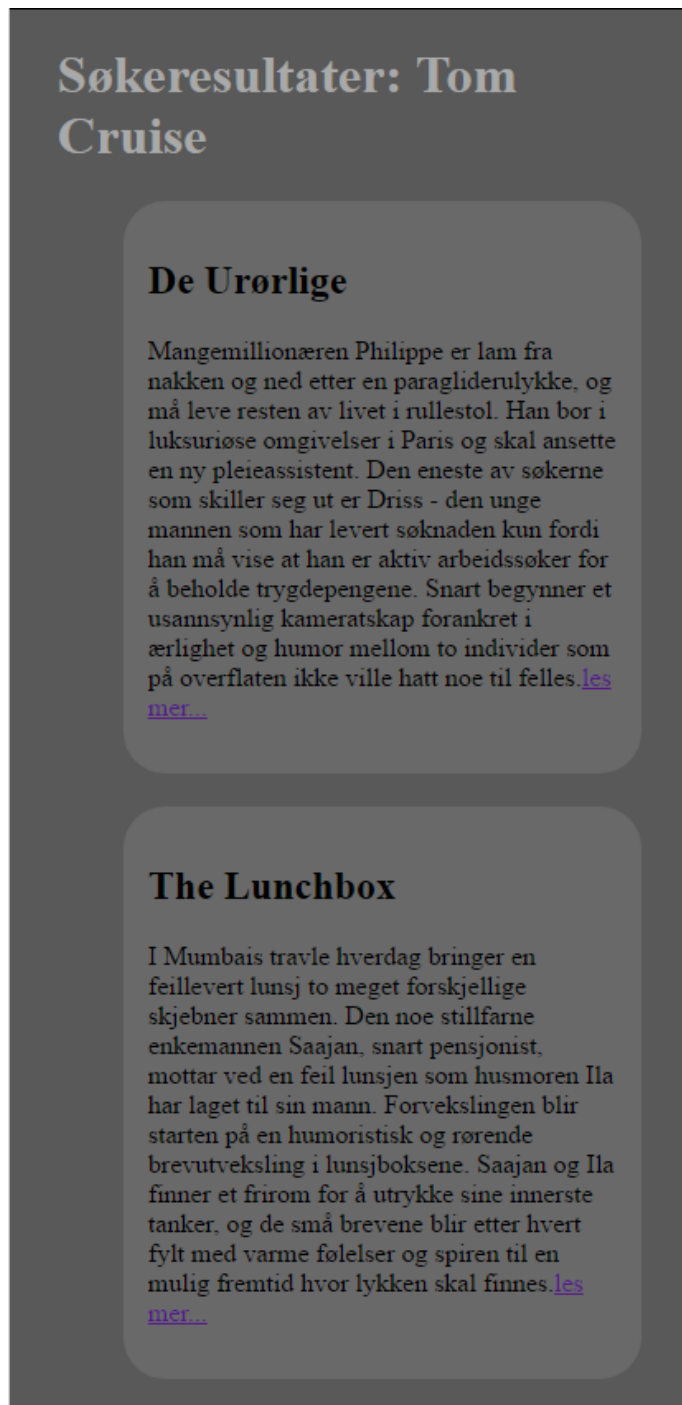 Søkeresultater: Tom
Cruise
De Urørlige
Mangemillionæren Philippe er lam fra
nakken og ned etter en paragliderulykke, og
må leve resten av livet i rullestol. Han bor i
luksuriøse omgivelser i Paris og skal ansette
en ny pleieassistent. Den eneste av søkerne
som skiller seg ut er Driss - den unge
mannen som har levert søknaden kun fordi
han må vise at han er aktiv arbeidssøker for
å beholde trygdepengene. Snart begynner et
usannsynlig kameratskap forankret i
ærlighet og humor mellom to individer som
på overflaten ikke ville hatt noe til felles.les
mer...
The Lunchbox
I Mumbais travle hverdag bringer en
feillevert lunsj to meget forskjellige
skjebner sammen. Den noe stillfarne
enkemannen Saajan, snart pensjonist,
mottar ved en feil lunsjen som husmoren Ila
har laget til sin mann. Forvekslingen blir
starten på en humoristisk og rørende
brevutveksling i lunsjboksene. Saajan og Ila
finner et frirom for å utrykke sine innerste
tanker, og de små brevene blir etter hvert
fylt med varme følelser og spiren til en
mulig fremtid hvor lykken skal finnes.les
mer...